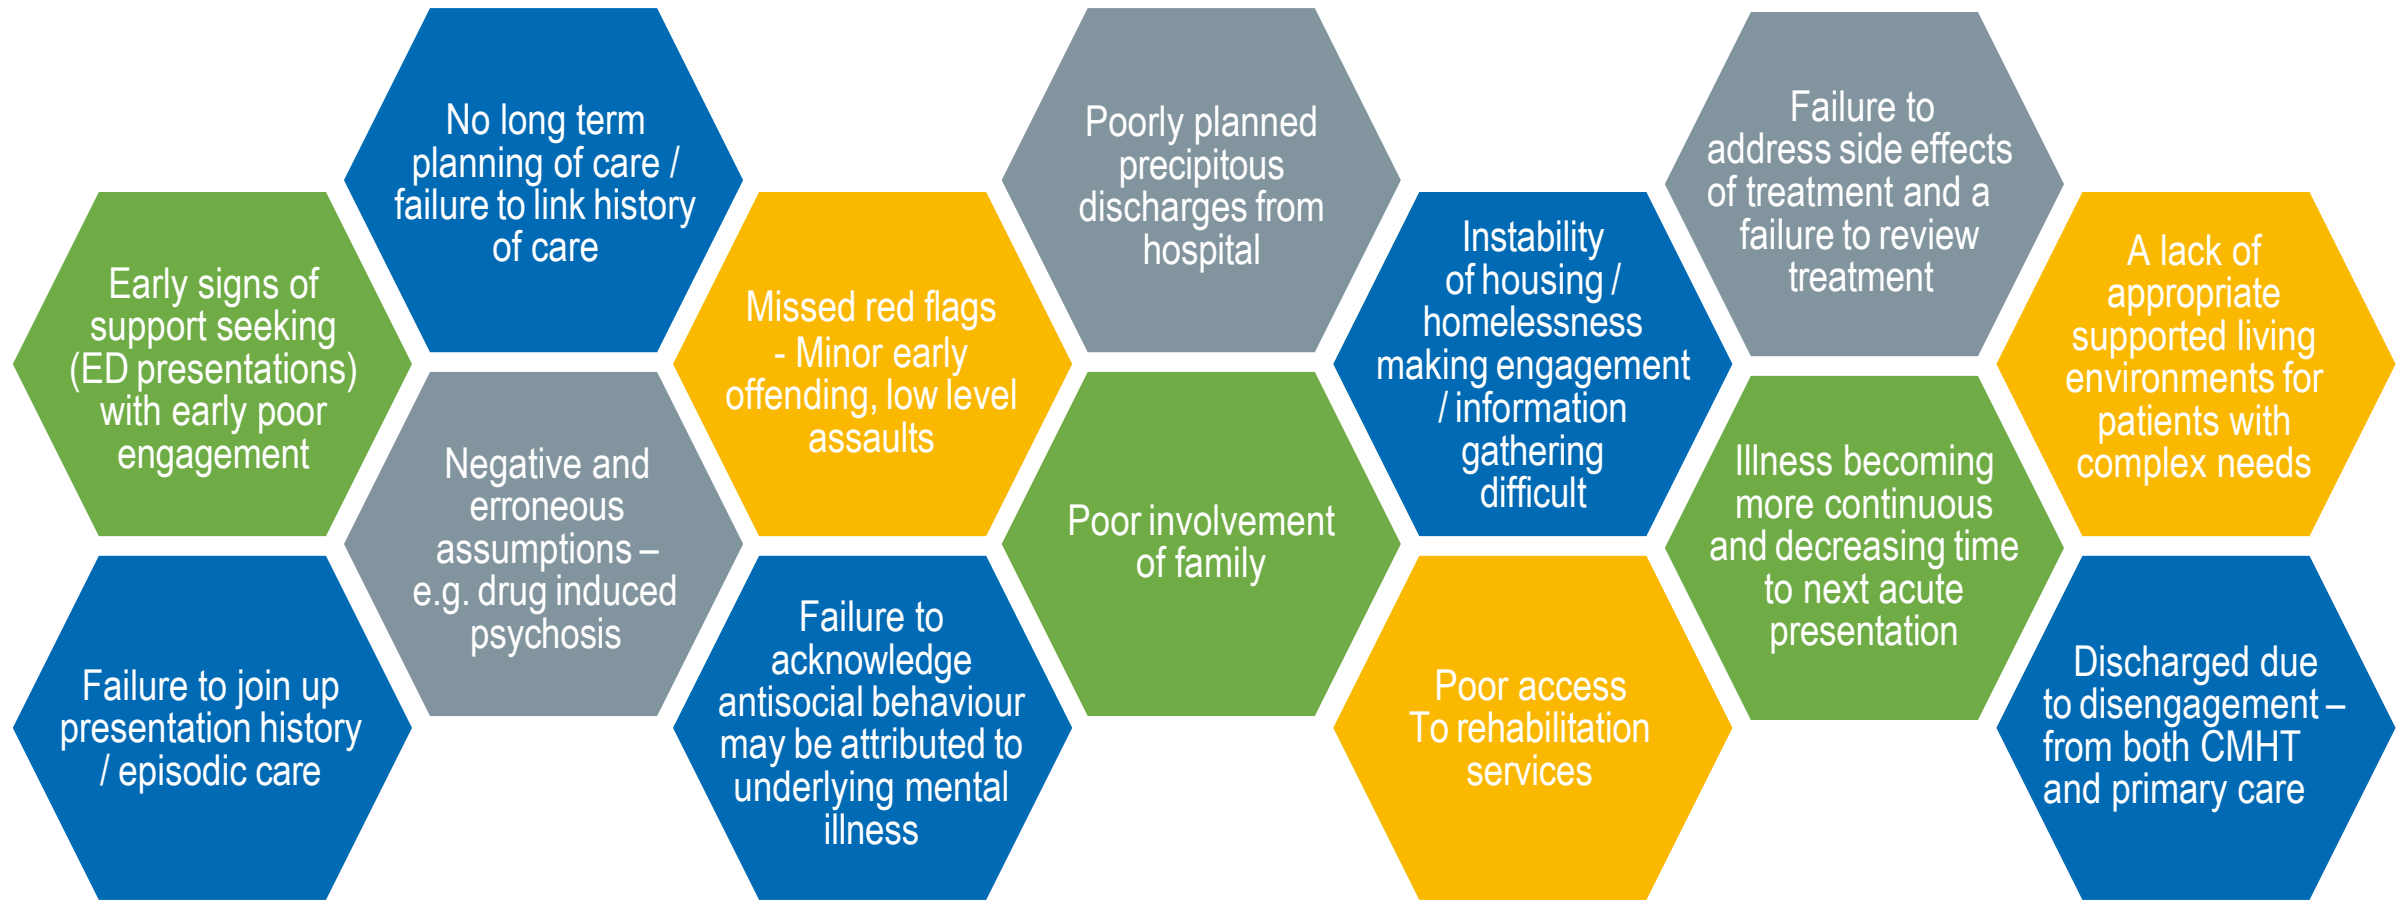 Early signs of
support seeking
(ED presentations)
with early poor
engagement
Failure to join up
presentation history
/ episodic care
No long term
planning of care /
failure to link history
of care
Negative and
erroneous
assumptions –
e.g. drug induced
psychosis
Missed red flags
- Minor early
offending, low level
assaults
Failure to
acknowledge
antisocial behaviour
may be attributed to
underlying mental
illness
Poorly planned
precipitous
discharges from
hospital
Poor involvement
of family
Instability
of housing /
homelessness
making engagement
/ information
gathering
difficult
Poor access
To rehabilitation
services
Failure to
address side effects
of treatment and a
failure to review
treatment
Illness becoming
more continuous
and decreasing time
to next acute
presentation
A lack of
appropriate
supported living
environments for
patients with
complex needs
Discharged due
to disengagement –
from both CMHT
and primary care